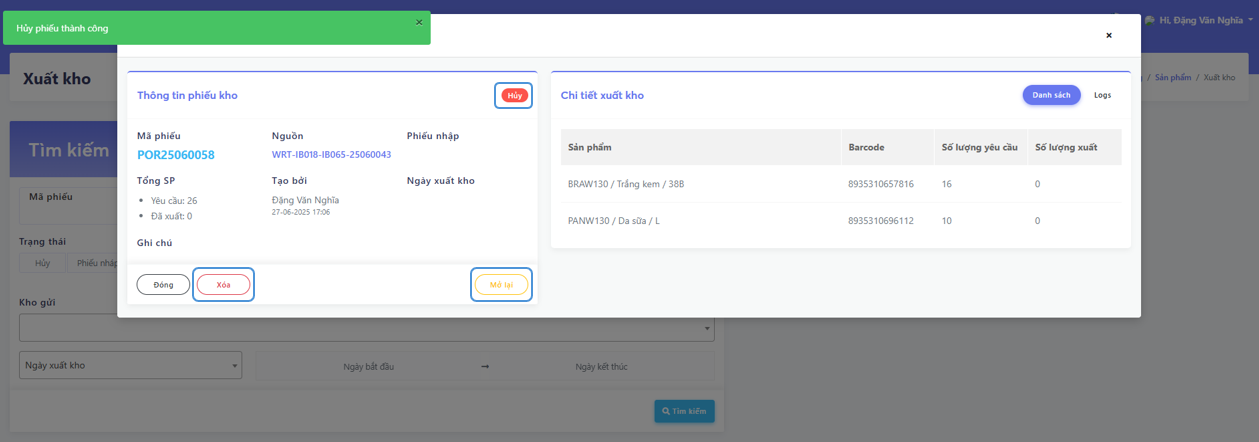 Hủy phiếu thành công
×
Hi, Đặng Văn Nghĩa
×
Xuất kho
/ Sản phẩm / Xuất kho
Thông tin phiếu kho
Hủy
Mã phiếu
Nguồn
Phiếu nhập
POR25060058
WRT-IB018-IB065-25060043
Tổng SP
Tạo bởi
Ngày xuất kho
Yêu cầu: 26
Đã xuất: 0
Đặng Văn Nghĩa
27-06-2025 17:06
Ghi chú
Đóng
Xóa
Mở lại
Chi tiết xuất kho
Danh sách
Logs
Sản phẩm
Barcode
Số lượng yêu cầu
Số lượng xuất
BRAW130 / Trắng kem / 38B
8935310657816
16
0
PANW130 / Da sữa / L
8935310696112
10
0
Tìm kiếm
Mã phiếu
Trạng thái
Hủy
Phiếu nháp
Kho gửi
Ngày xuất kho
Ngày bắt đầu
→
Ngày kết thúc
Tìm kiếm